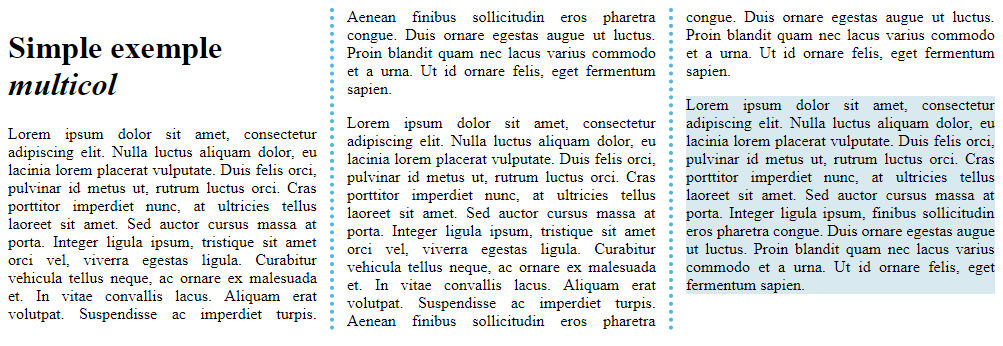 Simple exemple
multicol
Lorem ipsum dolor sit amet, consectetur
adipiscing elit. Nulla luctus aliquam dolor, eu
lacinia lorem placerat vulputate. Duis felis orci,
pulvinar id metus ut, rutrum luctus orci. Cras
porttitor imperdiet nunc, at ultricies tellus
laoreet sit amet. Sed auctor cursus massa at
porta. Integer ligula ipsum, tristique sit amet
orci vel, viverra egestas ligula. Curabitur
vehicula tellus neque, ac ornare ex malesuada
et. In vitae convallis lacus. Aliquam erat
volutpat. Suspendisse ac imperdiet turpis.
Aenean finibus sollicitudin eros pharetra
congue. Duis ornare egestas augue ut luctus.
Proin blandit quam nec lacus varius commodo
et a urna. Ut id ornare felis, eget fermentum
sapien.
Lorem ipsum dolor sit amet, consectetur
adipiscing elit. Nulla luctus aliquam dolor, eu
lacinia lorem placerat vulputate. Duis felis orci,
pulvinar id metus ut, rutrum luctus orci. Cras
porttitor imperdiet nunc, at ultricies tellus
laoreet sit amet. Sed auctor cursus massa at
porta. Integer ligula ipsum, tristique sit amet
orci vel, viverra egestas ligula. Curabitur
vehicula tellus neque, ac ornare ex malesuada
et. In vitae convallis lacus. Aliquam erat
volutpat. Suspendisse ac imperdiet turpis.
Aenean finibus sollicitudin eros pharetra
congue. Duis ornare egestas augue ut luctus.
Proin blandit quam nec lacus varius commodo
et a urna. Ut id ornare felis, eget fermentum
sapien.
Lorem ipsum dolor sit amet, consectetur
adipiscing elit. Nulla luctus aliquam dolor, eu
lacinia lorem placerat vulputate. Duis felis orci,
pulvinar id metus ut, rutrum luctus orci. Cras
porttitor imperdiet nunc, at ultricies tellus
laoreet sit amet. Sed auctor cursus massa at
porta. Integer ligula ipsum, finibus sollicitudin
eros pharetra congue. Duis ornare egestas augue
ut luctus. Proin blandit quam nec lacus varius
commodo et a urna. Ut id ornare felis, eget
fermentum sapien.